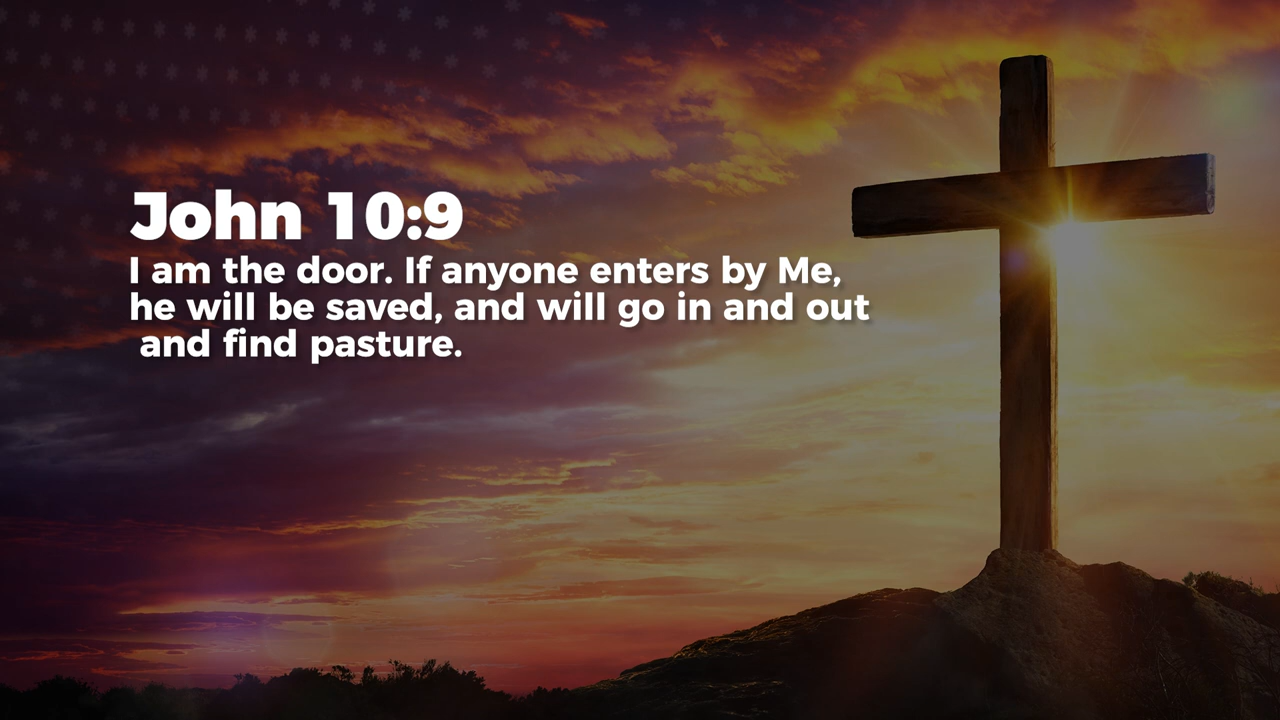 John 10:9
I am the door. If anyone enters by Me,
he will be saved, and will go in and out
and find pasture.